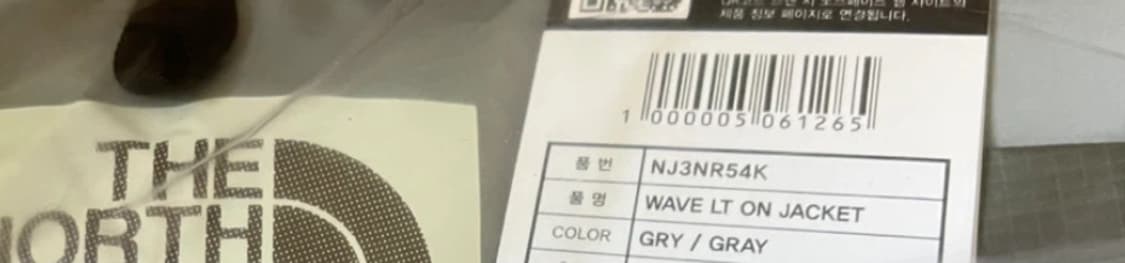 제품 정보 페이지로 연결됩니다.
1 000005 061265
품 번 NJ3NR54K
품 명 WAVE LT ON JACKET
COLOR GRY / GRAY
THE
NORTH